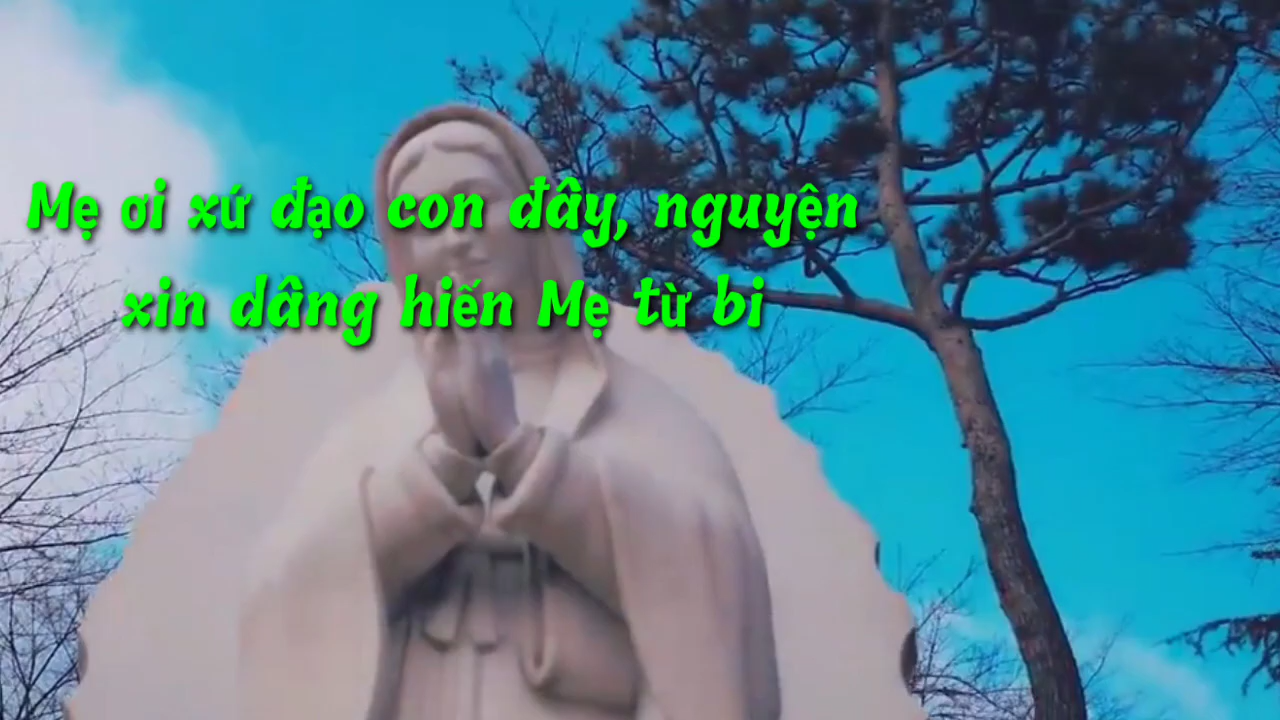 Mẹ ơi xứ đạo con đây, nguyện
xin dâng hiến Mẹ từ bi